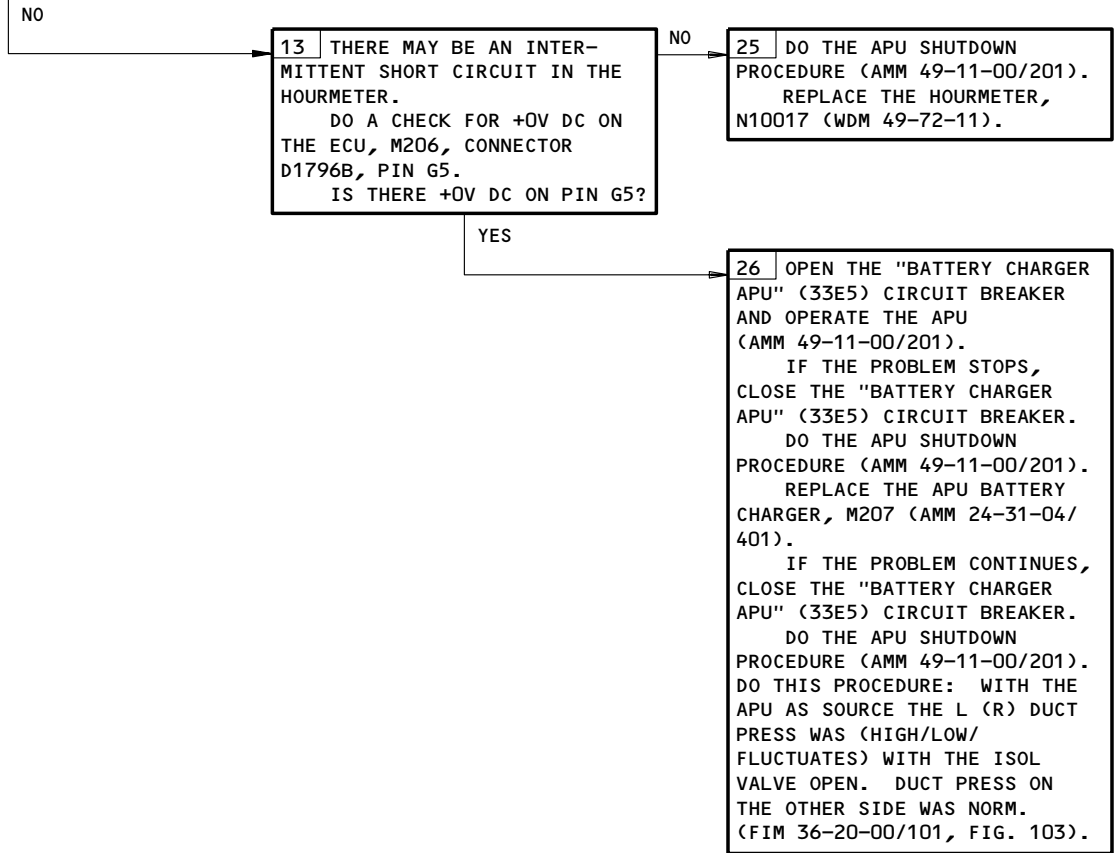 NO
13 THERE MAY BE AN INTER-
MITTENT SHORT CIRCUIT IN THE
HOURMETER.
DO A CHECK FOR +0V DC ON
THE ECU, M206, CONNECTOR
D1796B, PIN G5.
IS THERE +0V DC ON PIN G5?
NO
25 DO THE APU SHUTDOWN
PROCEDURE (AMM 49-11-00/201).
REPLACE THE HOURMETER,
N10017 (WDM 49-72-11).
YES
26 OPEN THE "BATTERY CHARGER
APU" (33E5) CIRCUIT BREAKER
AND OPERATE THE APU
(AMM 49-11-00/201).
IF THE PROBLEM STOPS,
CLOSE THE "BATTERY CHARGER
APU" (33E5) CIRCUIT BREAKER.
DO THE APU SHUTDOWN
PROCEDURE (AMM 49-11-00/201).
REPLACE THE APU BATTERY
CHARGER, M207 (AMM 24-31-04/
401).
IF THE PROBLEM CONTINUES,
CLOSE THE "BATTERY CHARGER
APU" (33E5) CIRCUIT BREAKER.
DO THE APU SHUTDOWN
PROCEDURE (AMM 49-11-00/201).
DO THIS PROCEDURE: WITH THE
APU AS SOURCE THE L (R) DUCT
PRESS WAS (HIGH/LOW/
FLUCTUATES) WITH THE ISOL
VALVE OPEN. DUCT PRESS ON
THE OTHER SIDE WAS NORM.
(FIM 36-20-00/101, FIG. 103).